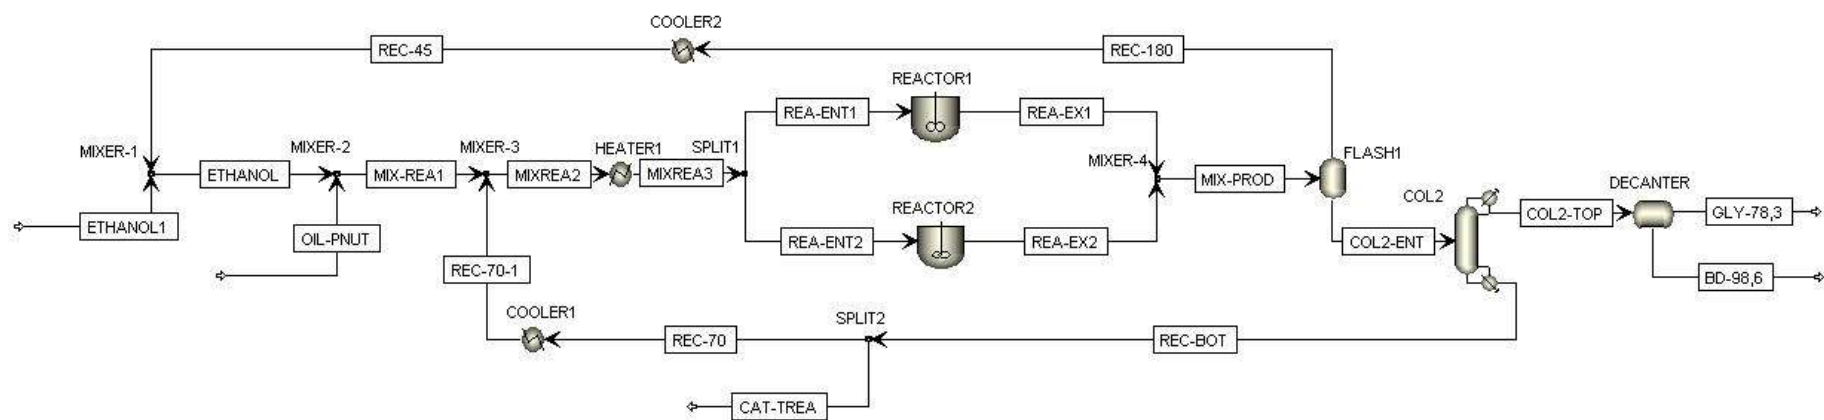 COOLER2
REC-45
REC-180
REACTOR1
REA-ENT1
REA-EX1
MIXER-1
MIXER-2
MIXER-3
HEATER1
SPLIT1
MIXER-4
FLASH1
ETHANOL
MIX-REA1
MIXREA2
MIXREA3
MIX-PROD
COL2
DECANTER
ETHANOL1
OIL-PNUT
REACTOR2
REA-ENT2
REA-EX2
COL2-ENT
COL2-TOP
GLY-78,3
REC-70-1
BD-98,6
COOLER1
REC-70
SPLIT2
REC-BOT
CAT-TREA